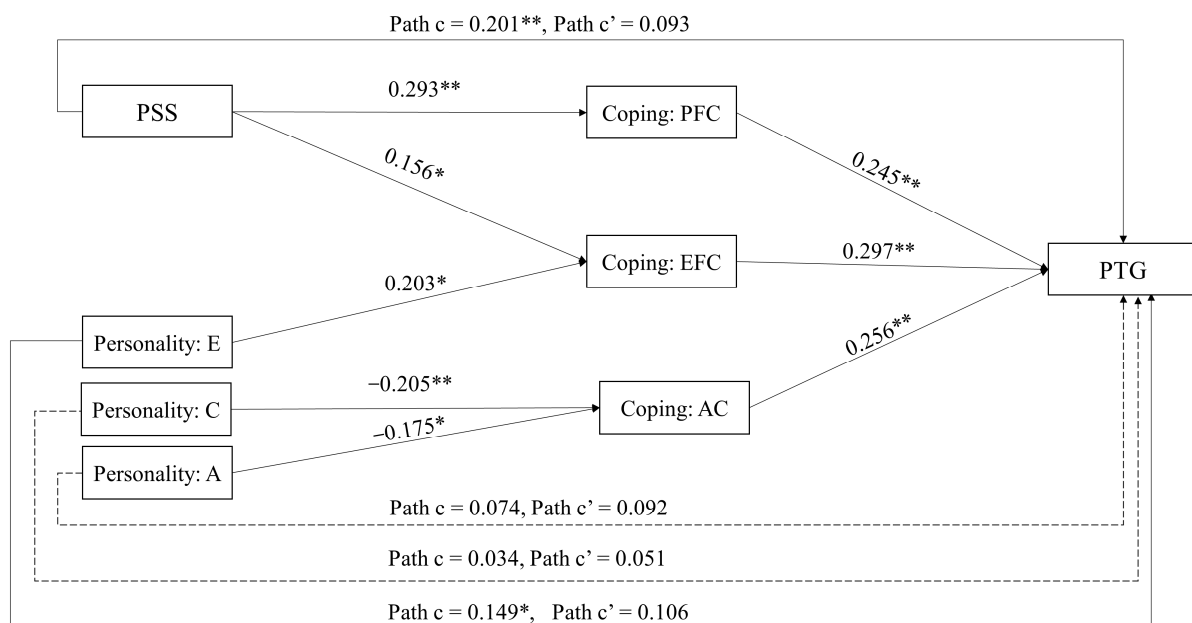 Path c = 0.201**, Path c’ = 0.093
PSS
0.293**
Coping: PFC
0.156*
0.245**
Coping: EFC
0.297**
PTG
0.203*
Personality: E
0.256**
Personality: C
−0.205**
Coping: AC
−0.175*
Personality: A
Path c = 0.074, Path c’ = 0.092
Path c = 0.034, Path c’ = 0.051
Path c = 0.149*, Path c’ = 0.106